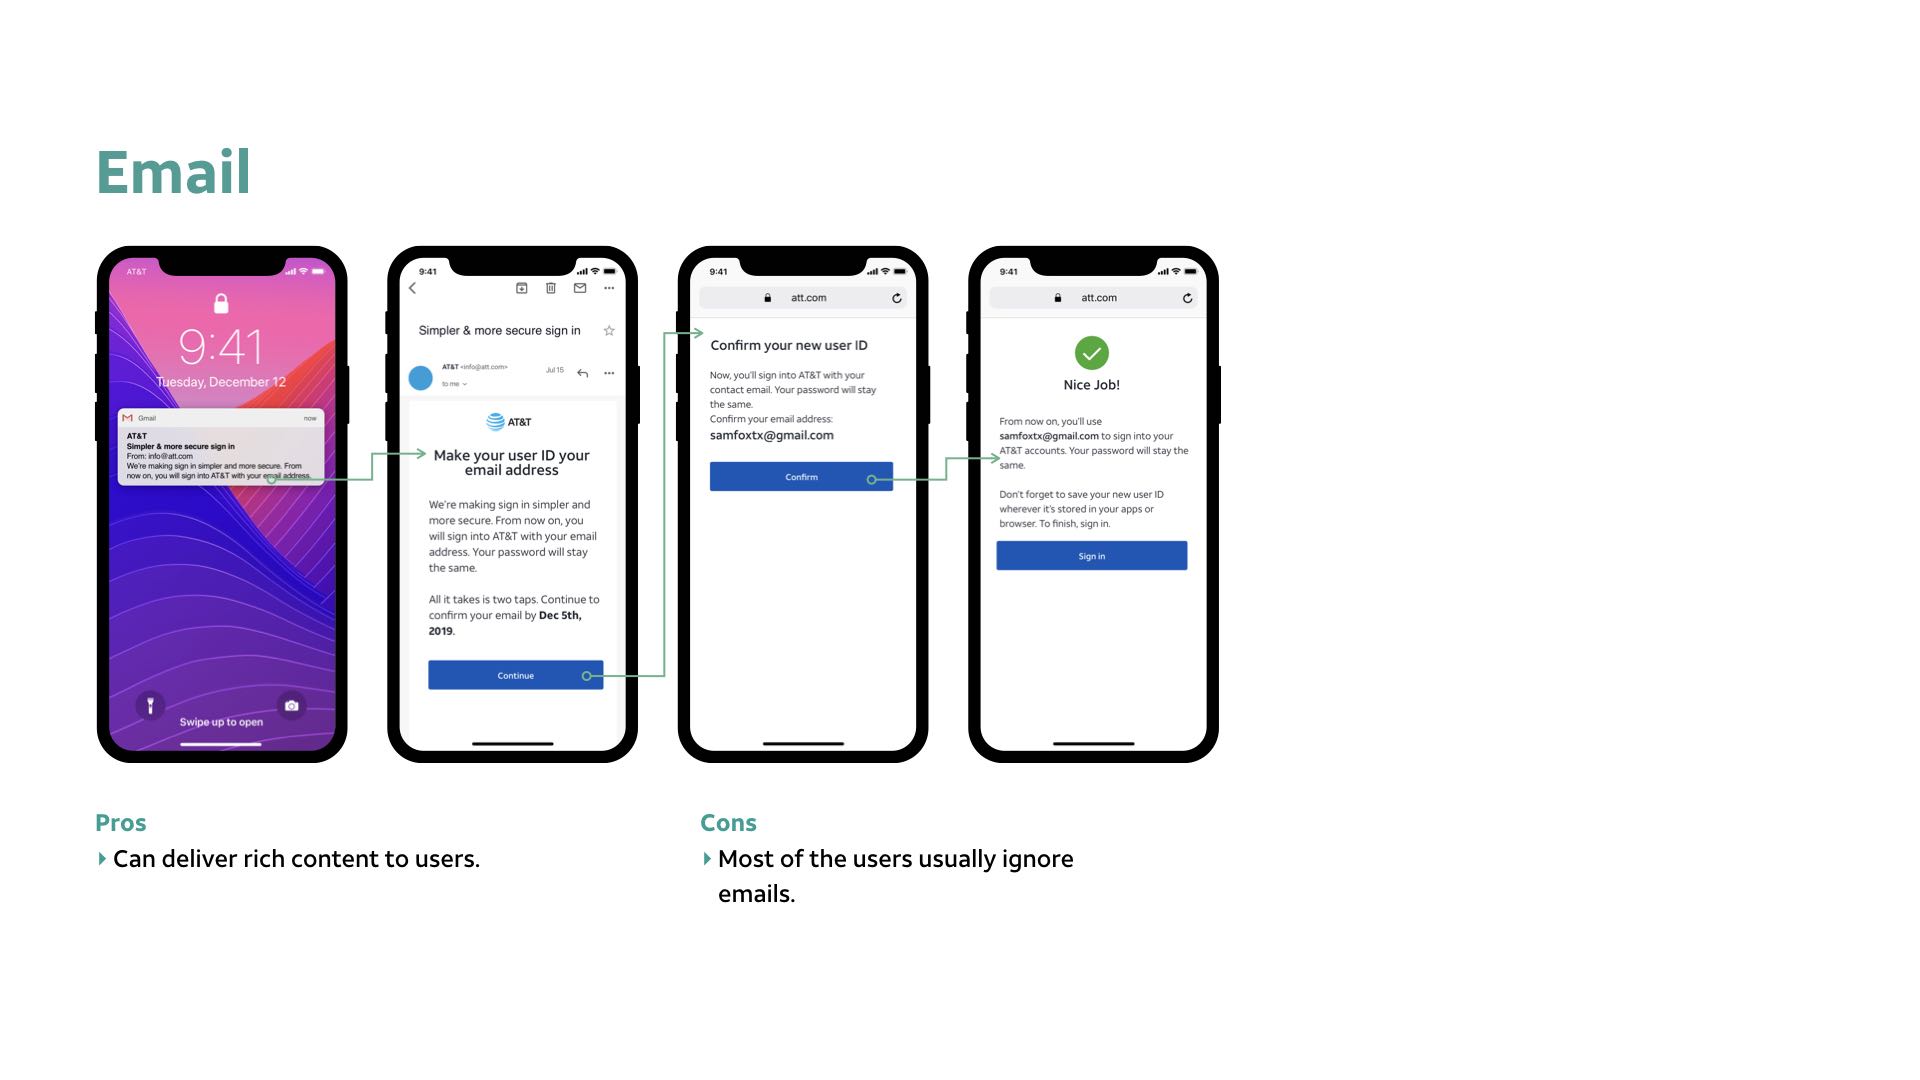 Email
AT&T
9:41
Tuesday, December 12
Gmail
now
AT&T
Simpler & more secure sign in
From: info@att.com
We're making sign in simpler and more secure. From
now on, you will sign into AT&T with your email address.
Swipe up to open
9:41
Simpler & more secure sign in
AT&T <info@att.com>
Jul 15
to me
AT&T
Make your user ID your
email address
We're making sign in simpler and
more secure. From now on, you
will sign into AT&T with your email
address. Your password will stay
the same.
All it takes is two taps. Continue to
confirm your email by Dec 5th,
2019.
Continue
9:41
att.com
Confirm your new user ID
Now, you'll sign into AT&T with your
contact email. Your password will stay
the same.
Confirm your email address:
samfoxtx@gmail.com
Confirm
9:41
att.com
Nice Job!
From now on, you'll use
samfoxtx@gmail.com to sign into your
AT&T accounts. Your password will stay the
same.
Don't forget to save your new user ID
wherever it's stored in your apps or
browser. To finish, sign in.
Sign in
Pros
Can deliver rich content to users.
Cons
Most of the users usually ignore
emails.